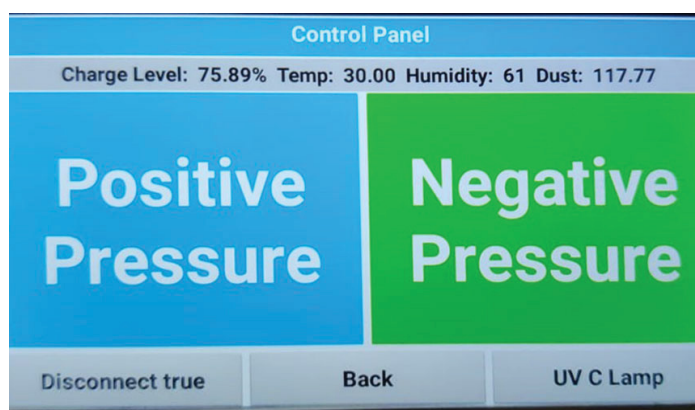 Control Panel
Charge Level: 75.89% Temp: 30.00 Humidity: 61 Dust: 117.77
Positive
Pressure
Negative
Pressure
Disconnect true
Back
UV C Lamp